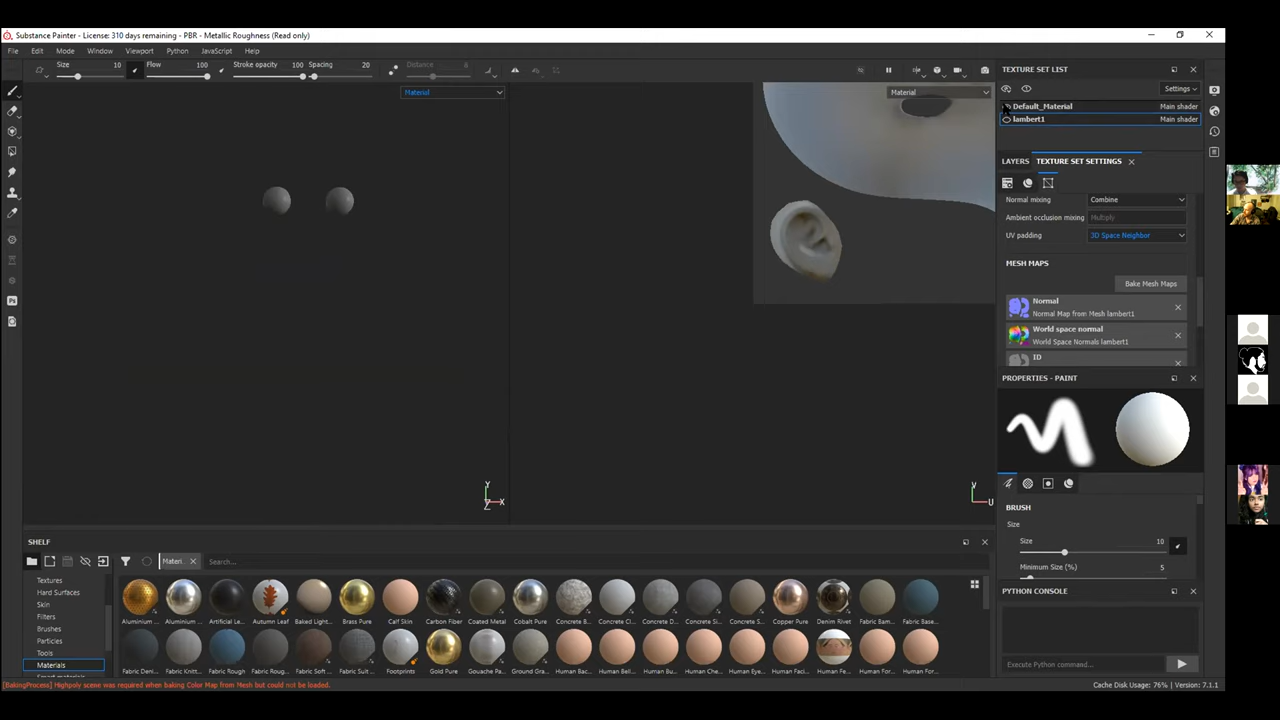 Substance Painter - License: 310 days remaining - PBR - Metallic Roughness (Read only)
File Edit Mode Window Viewport Python JavaScript Help
Size 10 Flow 100 Stroke opacity 100 Spacing 20 Distance 8
Material
Material
TEXTURE SET LIST
Settings
Default_Material Main shader
lambert1 Main shader
LAYERS TEXTURE SET SETTINGS
Normal mixing Combine
Ambient occlusion mixing Multiply
UV padding 3D Space Neighbor
MESH MAPS
Bake Mesh Maps
Normal
Normal Map from Mesh lambert1
World space normal
World Space Normals lambert1
ID
PROPERTIES - PAINT
BRUSH
Size
Size 10
Minimum Size (%) 5
PYTHON CONSOLE
Execute Python command...
Y
X
Z
V
U
SHELF
Materi...
Search...
Textures
Hard Surfaces
Skin
Filters
Brushes
Particles
Tools
Materials
Aluminium ... Aluminium ... Artificial Le... Autumn Leaf Baked Light... Brass Pure Calf Skin Carbon Fiber Coated Metal Cobalt Pure Concrete B... Concrete C... Concrete D... Concrete Si... Concrete S... Copper Pure Denim Rivet Fabric Bam... Fabric Base...
Fabric Deni... Fabric Knitt... Fabric Rough Fabric Roug... Fabric Soft ... Fabric Suit... Footprints Gold Pure Gouache Pa... Ground Gra... Human Bac... Human Bell... Human Bu... Human Eye... Human Faci... Human Fe... Human For... Human For...
[BakingProcess] Highpoly scene was required when baking Color Map from Mesh but could not be loaded.
Cache Disk Usage: 76% | Version: 7.1.1